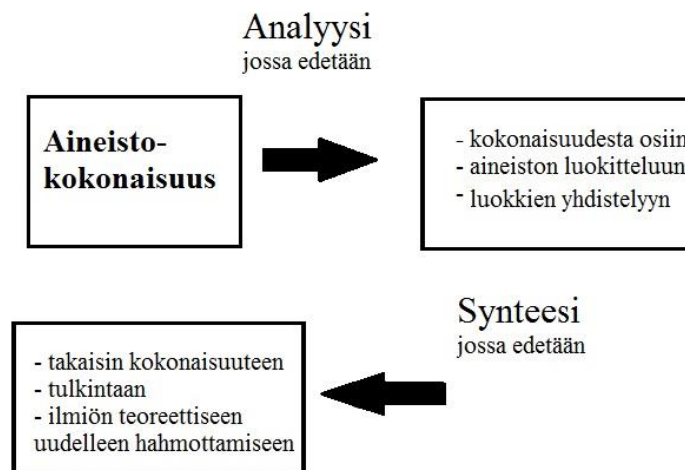 Analyysi
jossa edetään
Aineisto-
kokonaisuus
- kokonaisuudesta osiin
- aineiston luokitteluun
- luokkien yhdistelyyn
Synteesi
jossa edetään
- takaisin kokonaisuuteen
- tulkintaan
- ilmiön teoreettiseen
uudelleen hahmottamiseen